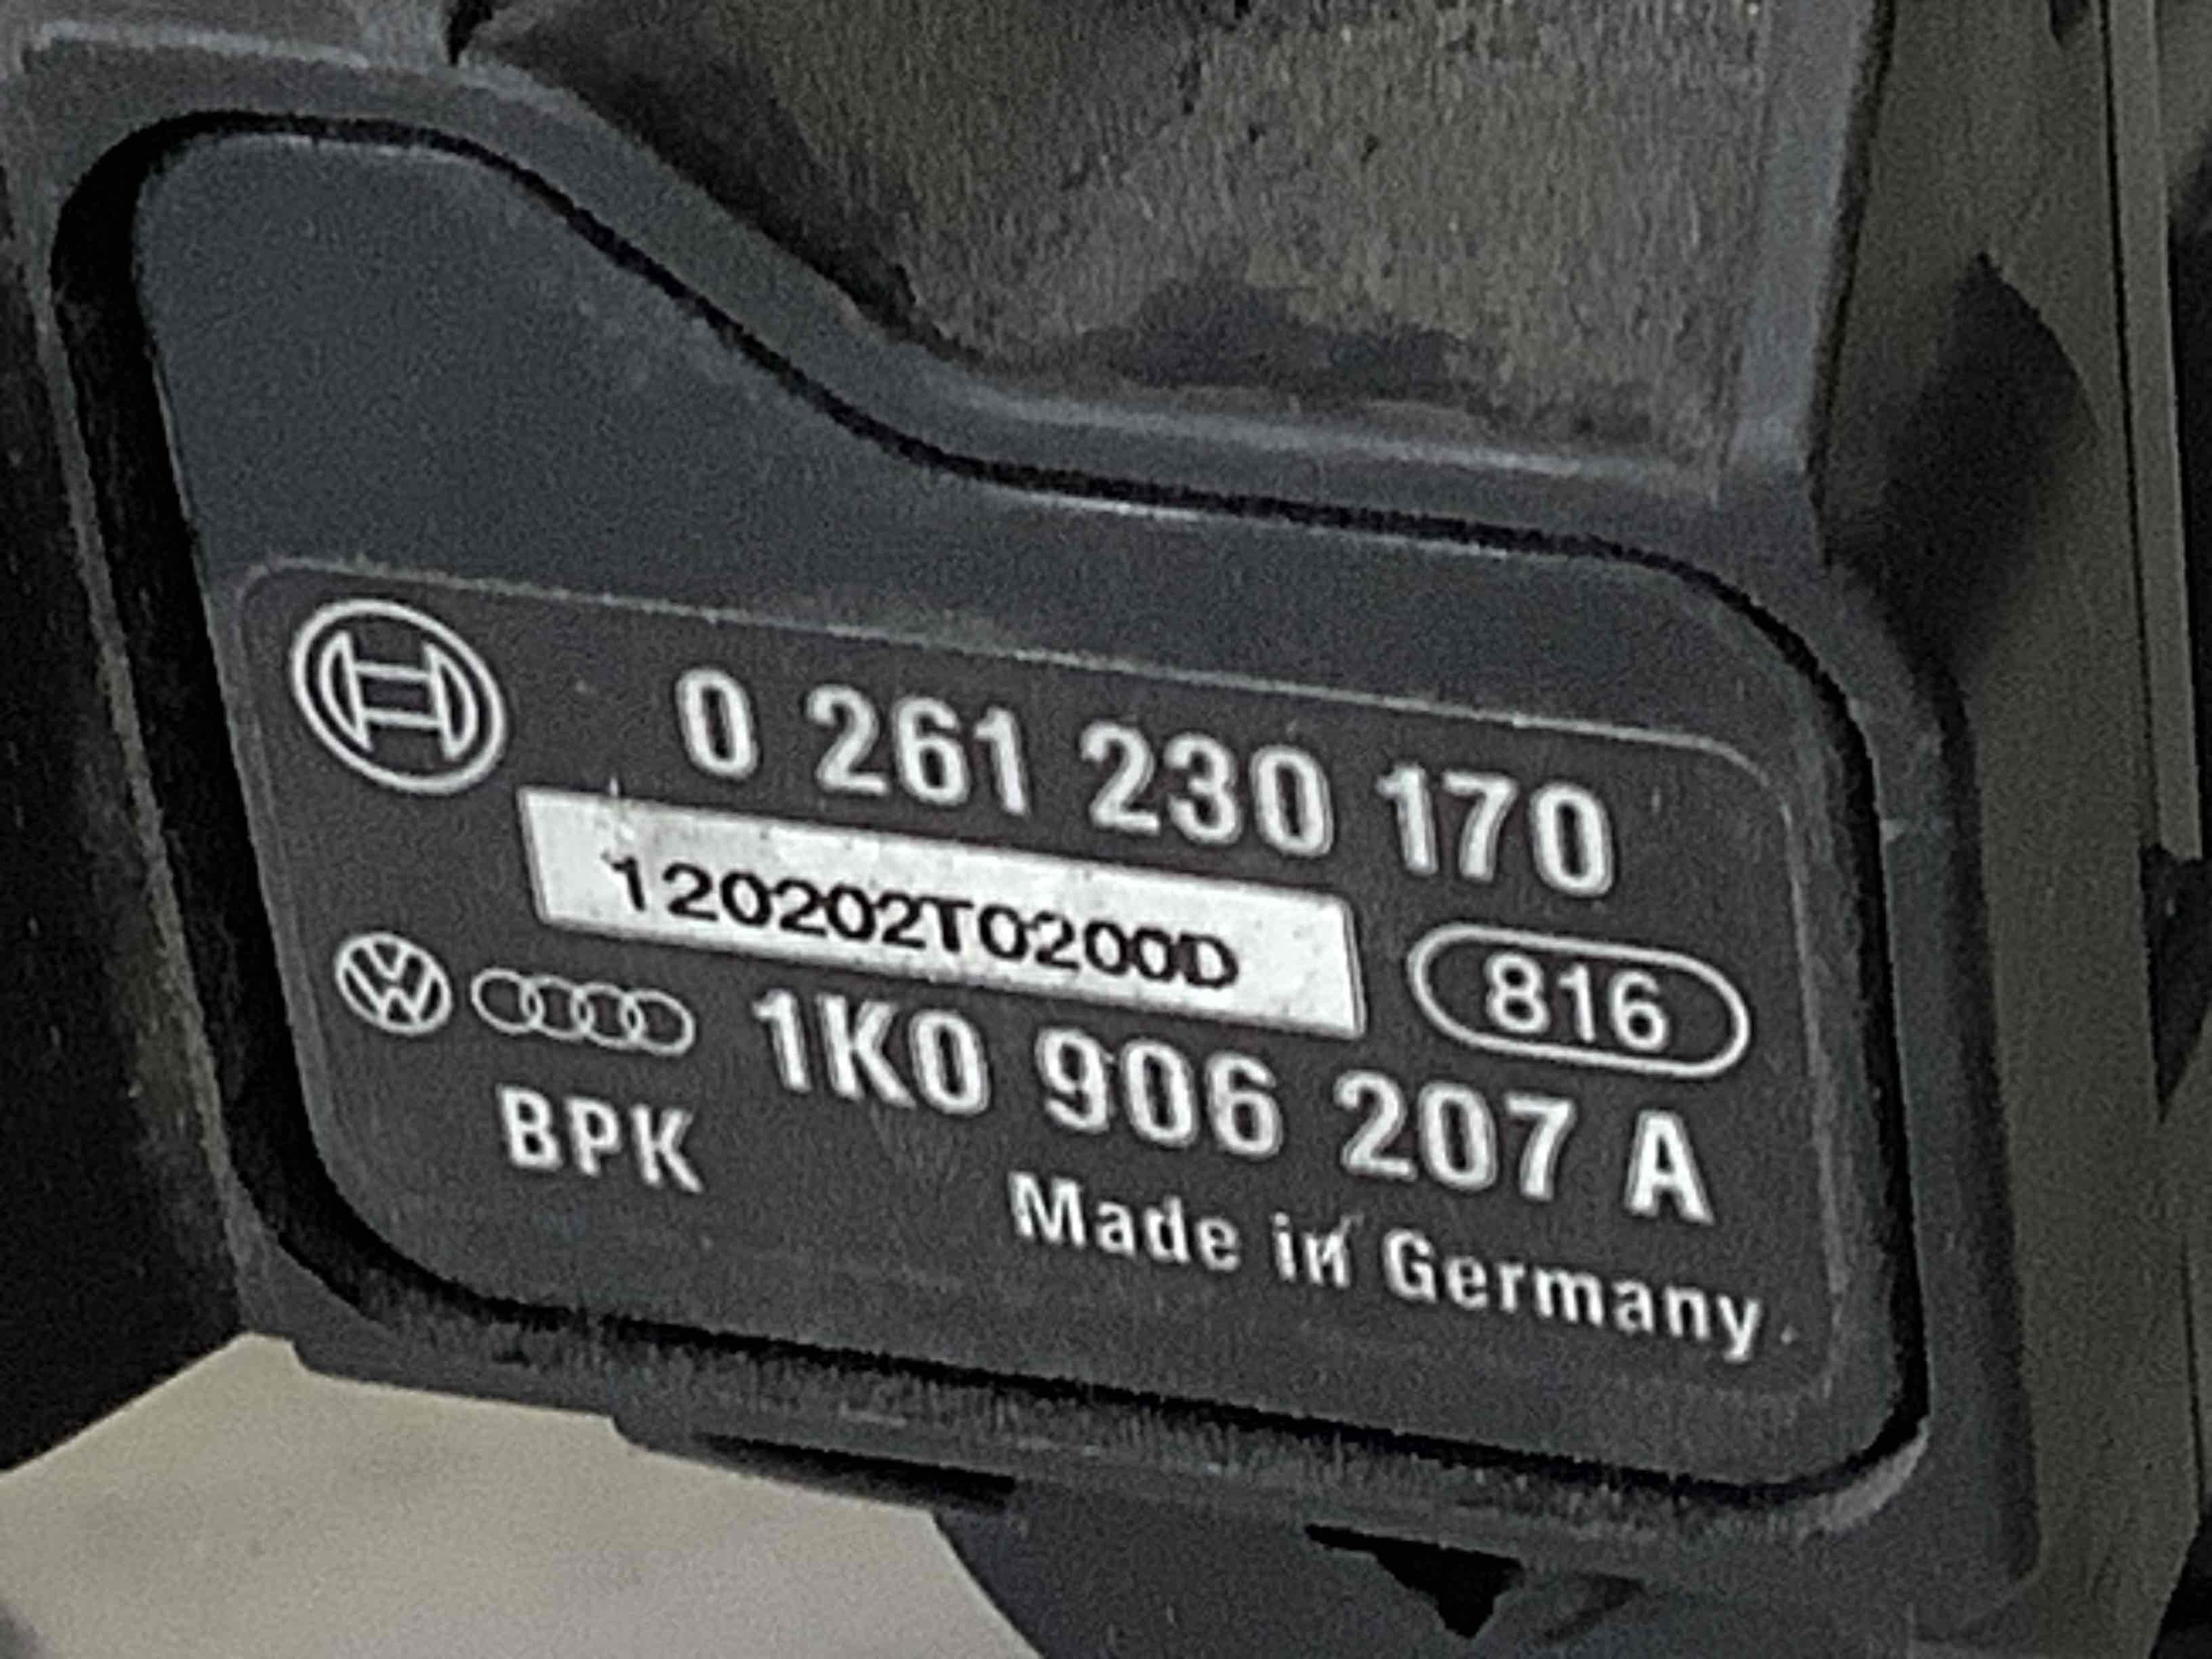 0 261 230 170
120202T0200D
816
1K0 906 207 A
BPK
Made in Germany